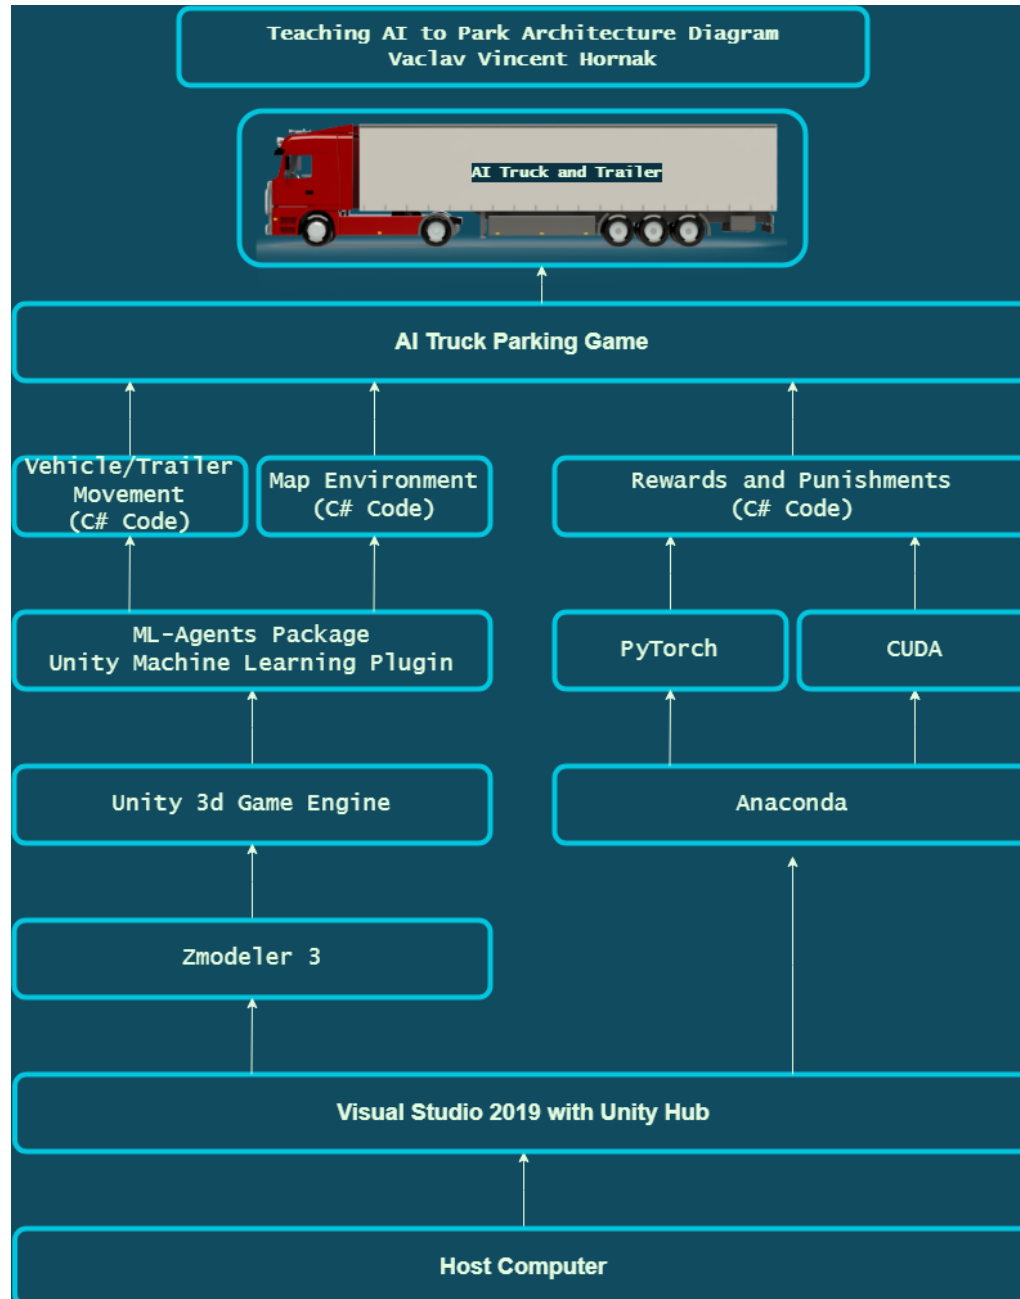 Teaching AI to Park Architecture Diagram
Vaclav Vincent Hornak
AI Truck and Trailer
AI Truck Parking Game
Vehicle/Trailer
Movement
(C# Code)
Map Environment
(C# Code)
Rewards and Punishments
(C# Code)
ML-Agents Package
Unity Machine Learning Plugin
PyTorch
CUDA
Unity 3d Game Engine
Anaconda
Zmodeler 3
Visual Studio 2019 with Unity Hub
Host Computer